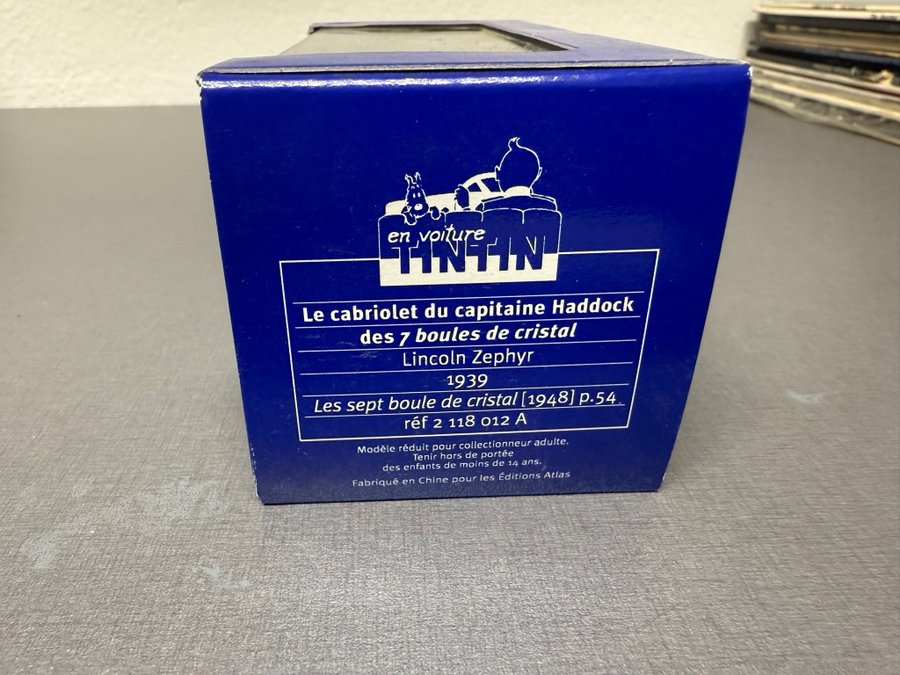 en voiture
TINTIN
Le cabriolet du capitaine Haddock
des 7 boules de cristal
Lincoln Zephyr
1939
Les sept boule de cristal [1948] p.54
réf 2 118 012 A
Modèle réduit pour collectionneur adulte.
Tenir hors de portée
des enfants de moins de 14 ans.
Fabriqué en Chine pour les Éditions Atlas